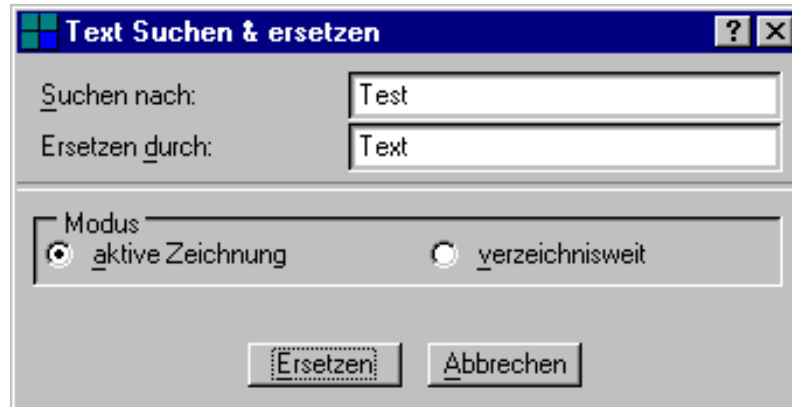 Text Suchen & ersetzen
Suchen nach: Test
Ersetzen durch: Text
Modus
aktive Zeichnung verzeichnisweit
Ersetzen Abbrechen